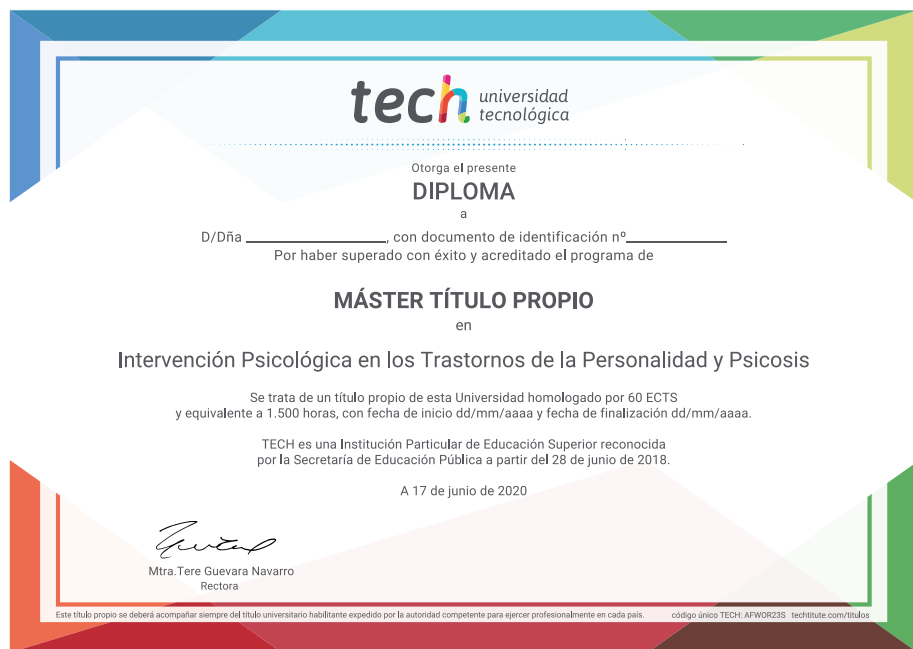 tech universidad
tecnológica
Otorga el presente
DIPLOMA
a
D/Dña ________________, con documento de identificación nº____________
Por haber superado con éxito y acreditado el programa de
MÁSTER TÍTULO PROPIO
en
Intervención Psicológica en los Trastornos de la Personalidad y Psicosis
Se trata de un título propio de esta Universidad homologado por 60 ECTS
y equivalente a 1.500 horas, con fecha de inicio dd/mm/aaaa y fecha de finalización dd/mm/aaaa.
TECH es una Institución Particular de Educación Superior reconocida
por la Secretaría de Educación Pública a partir del 28 de junio de 2018.
A 17 de junio de 2020
Mtra.Tere Guevara Navarro
Rectora
Este título propio se deberá acompañar siempre del título universitario habilitante expedido por la autoridad competente para ejercer profesionalmente en cada país. código único TECH: AFWOR23S techtitute.com/titulos